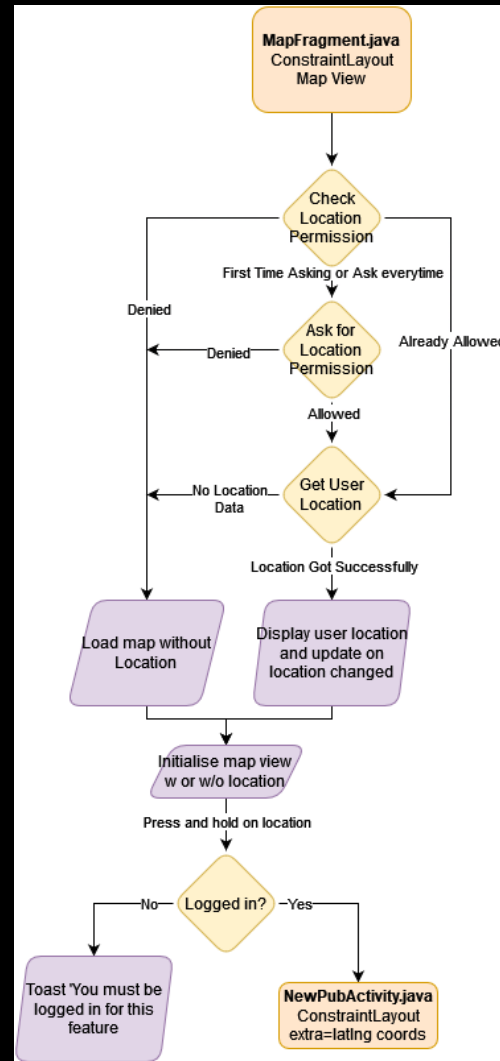 MapFragment.java
ConstraintLayout
Map View
Check
Location
Permission
First Time Asking or Ask everytime
Denied
Ask for
Location
Permission
Denied
Already Allowed
Allowed
Get User
Location
No Location
Data
Location Got Successfully
Load map without
Location
Display user location
and update on
location changed
Initialise map view
w or w/o location
Press and hold on location
Logged in?
No
Yes
Toast 'You must be
logged in for this
feature
NewPubActivity.java
ConstraintLayout
extra=latlng coords